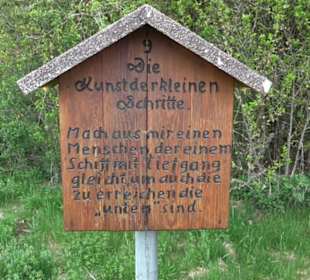 9
Die
Kunst der kleinen
Schritte.
Mach aus mir einen
Menschen, der einem
Schiff mit Tiefgang
gleicht, um auch die
zu erreichen die
„unten" sind.